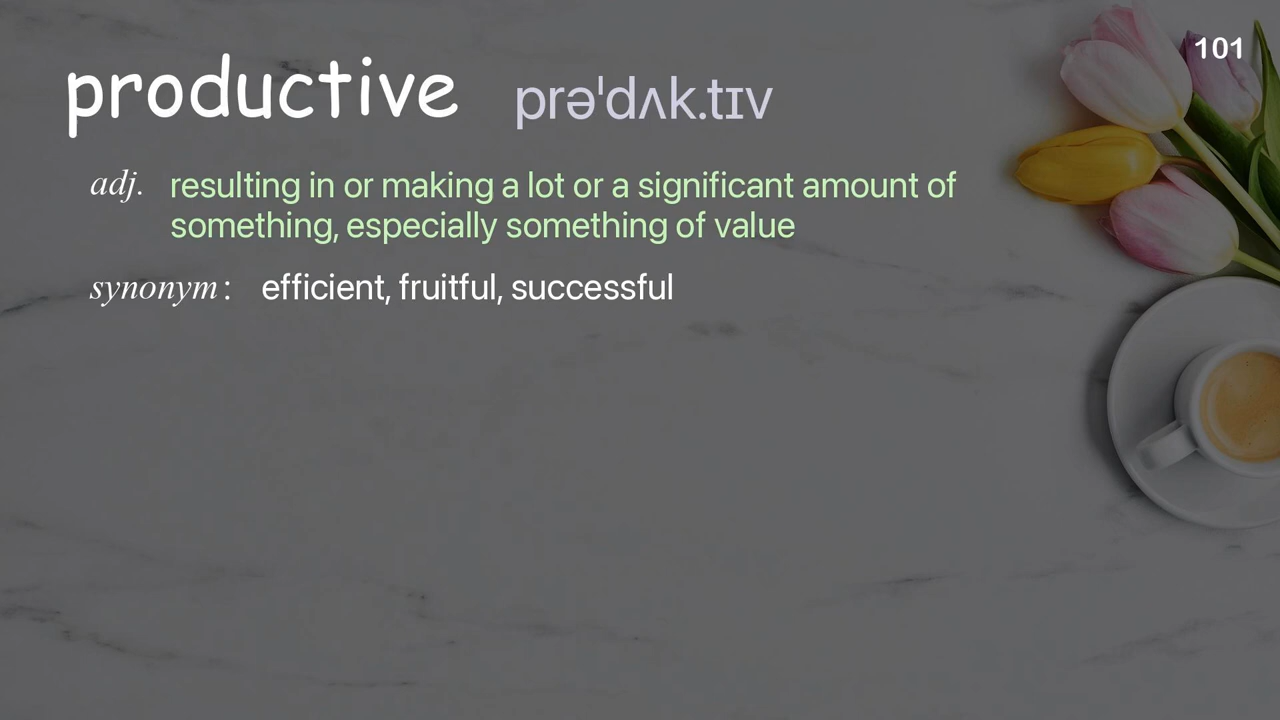 101
productive prəˈdʌk.tɪv
adj. resulting in or making a lot or a significant amount of
something, especially something of value
synonym: efficient, fruitful, successful